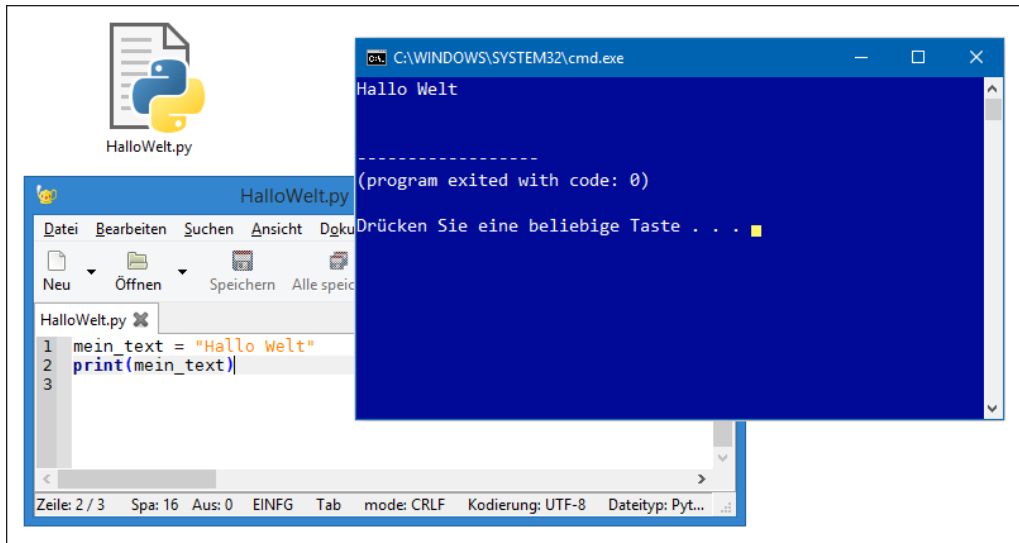 HalloWelt.py
C:\WINDOWS\SYSTEM32\cmd.exe
Hallo Welt
------------------
(program exited with code: 0)
Drücken Sie eine beliebige Taste . . .
HalloWelt.py
Datei Bearbeiten Suchen Ansicht Doku
Neu Öffnen Speichern Alle speic
HalloWelt.py
1 mein_text = "Hallo Welt"
2 print(mein_text)
3
Zeile: 2 / 3 Spa: 16 Aus: 0 EINFG Tab mode: CRLF Kodierung: UTF-8 Dateityp: Pyt...